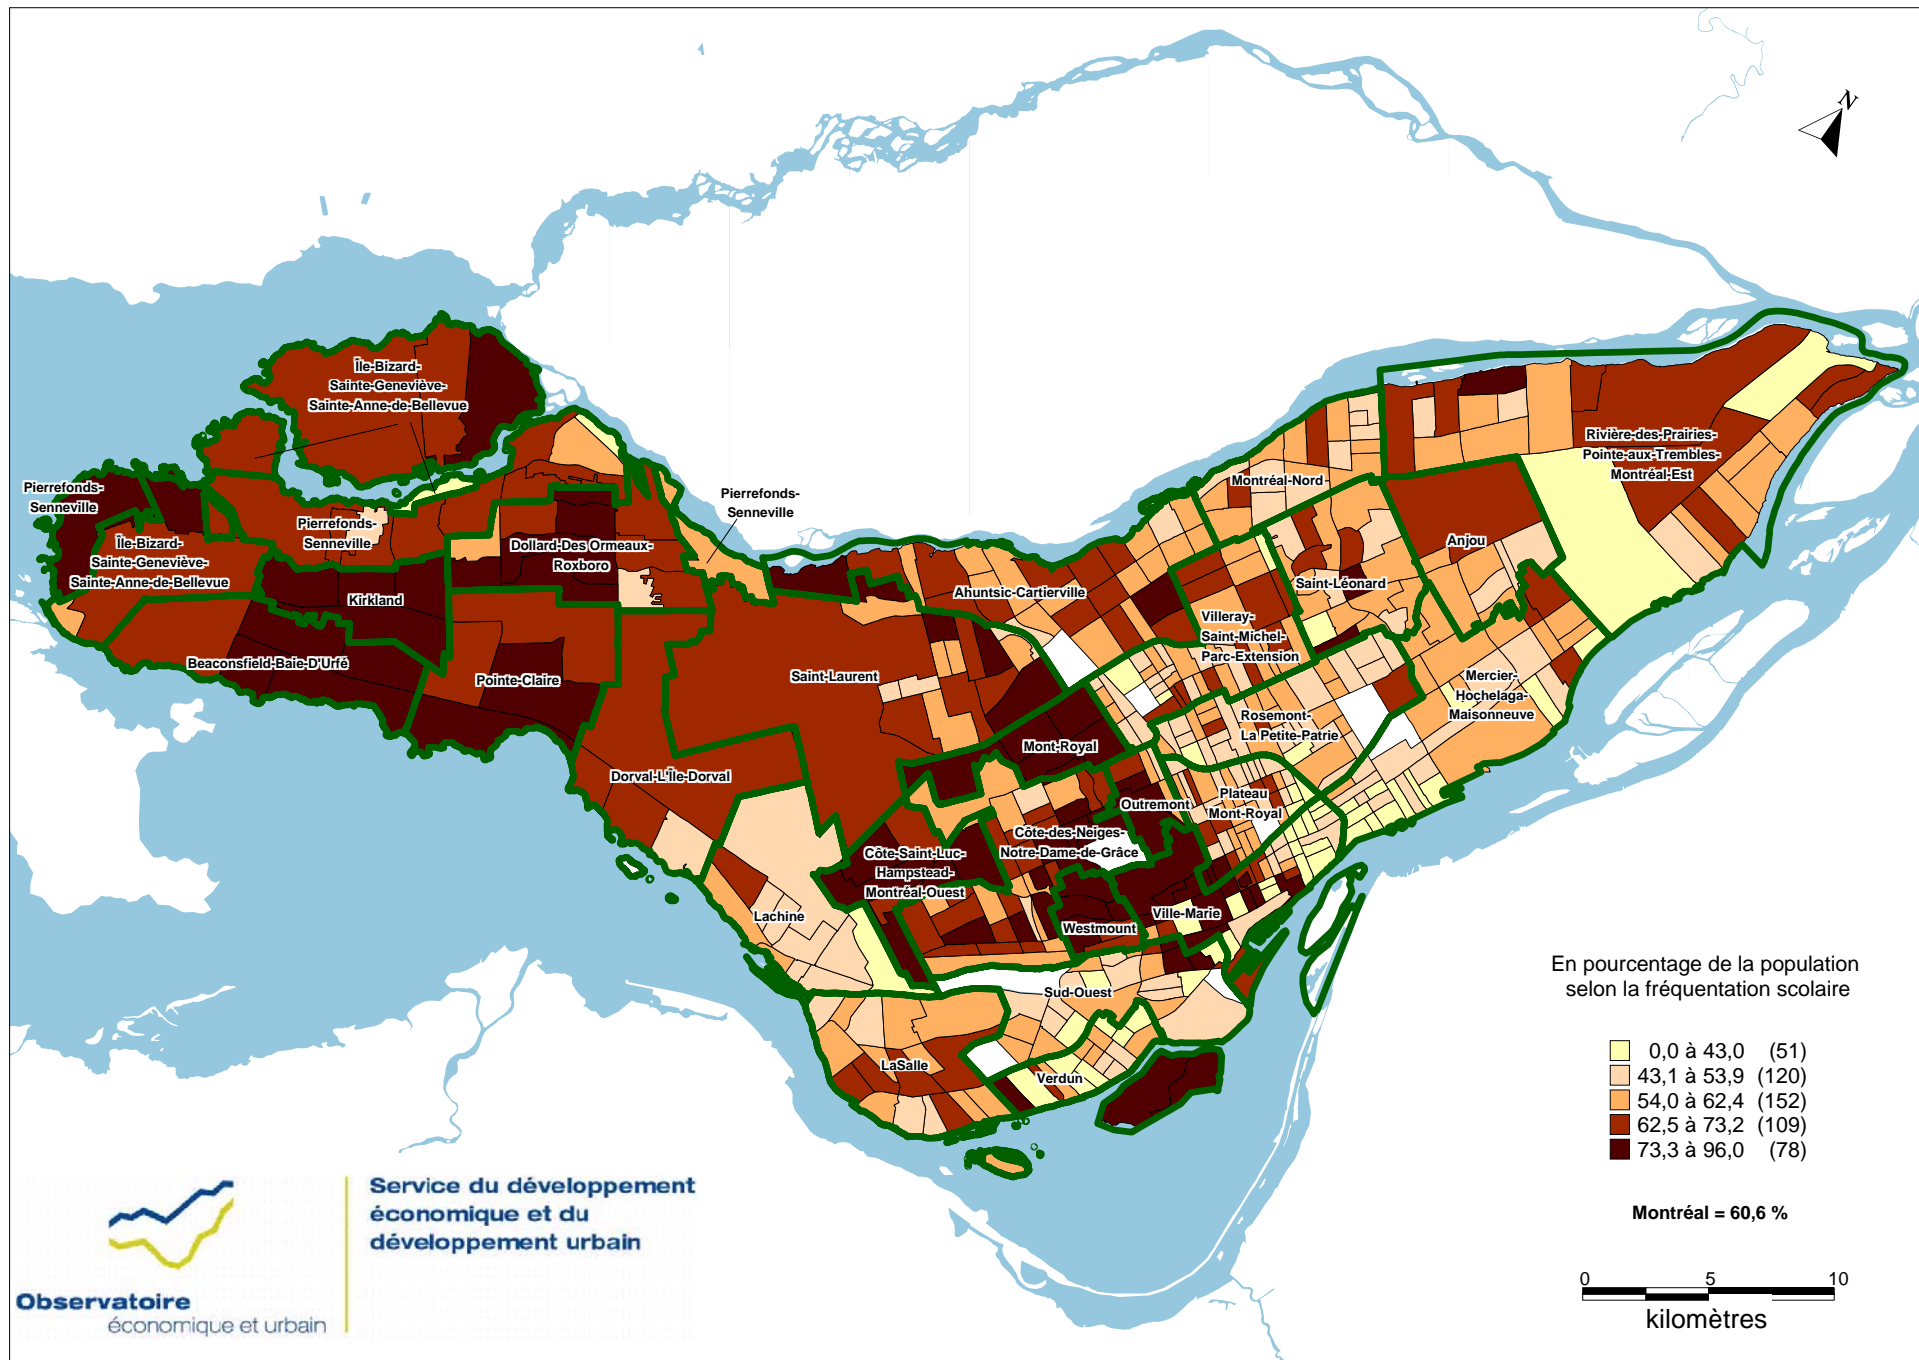 N
Île-Bizard-
Sainte-Geneviève-
Sainte-Anne-de-Bellevue
Pierrefonds-
Senneville
Pierrefonds-
Senneville
Pierrefonds-
Senneville
Île-Bizard-
Sainte-Geneviève-
Sainte-Anne-de-Bellevue
Dollard-Des Ormeaux-
Roxboro
Kirkland
Beaconsfield-Baie-D'Urfé
Pointe-Claire
Dorval-L'Île-Dorval
Saint-Laurent
Ahuntsic-Cartierville
Montréal-Nord
Rivière-des-Prairies-
Pointe-aux-Trembles-
Montréal-Est
Anjou
Saint-Léonard
Villeray-
Saint-Michel-
Parc-Extension
Mercier-
Hochelaga-
Maisonneuve
Rosemont-
La Petite-Patrie
Mont-Royal
Plateau
Mont-Royal
Outremont
Côte-des-Neiges-
Notre-Dame-de-Grâce
Côte-Saint-Luc-
Hampstead-
Montréal-Ouest
Lachine
Westmount
Ville-Marie
Sud-Ouest
LaSalle
Verdun
En pourcentage de la population
selon la fréquentation scolaire
0,0 à 43,0 (51)
43,1 à 53,9 (120)
54,0 à 62,4 (152)
62,5 à 73,2 (109)
73,3 à 96,0 (78)
Montréal = 60,6 %
0 5 10
kilomètres
Service du développement
économique et du
développement urbain
Observatoire
économique et urbain